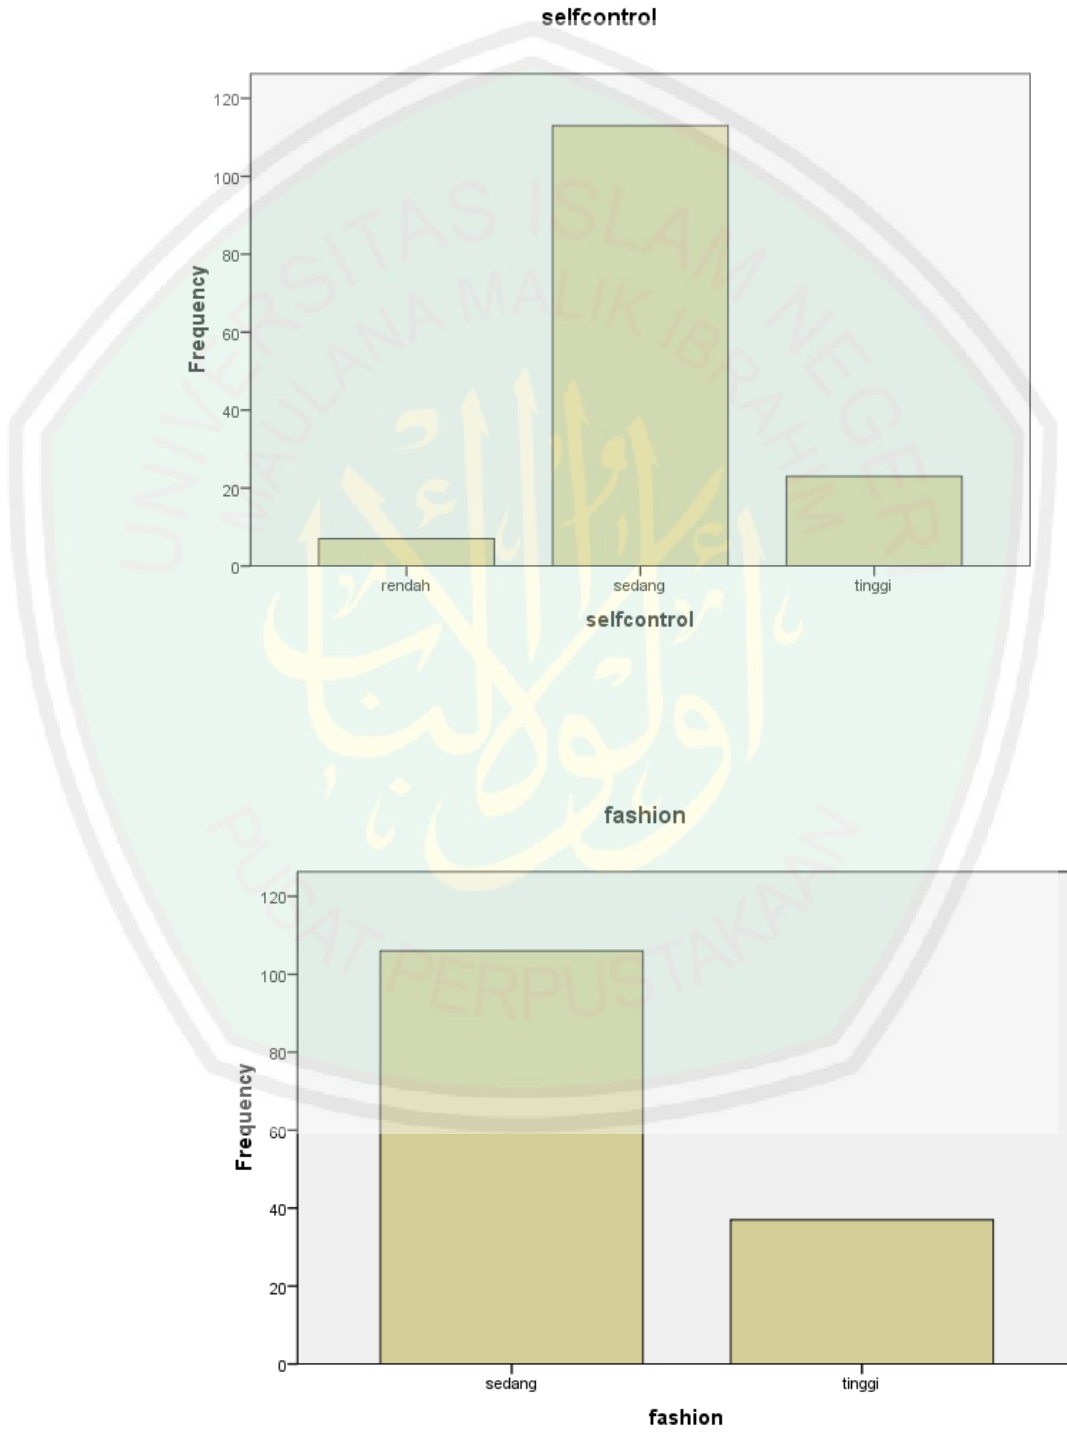 selfcontrol
120
100
80
60
40
20
0
Frequency
rendah sedang tinggi
selfcontrol
UNIVERSITAS ISLAM NEGERI
MAULANA MALIK IBRAHIM
fashion
120
100
80
60
40
20
0
Frequency
sedang tinggi
fashion
PUSAT PERPUSTAKAAN